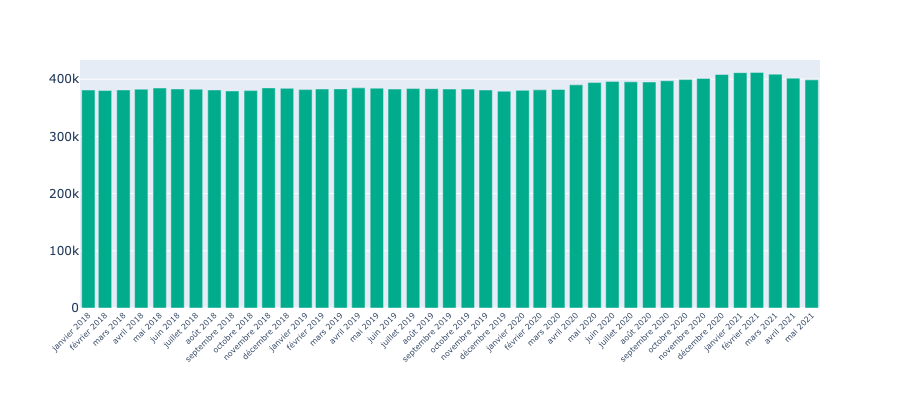 400k
300k
200k
100k
0
janvier 2018
février 2018
mars 2018
avril 2018
mai 2018
juin 2018
juillet 2018
août 2018
septembre 2018
octobre 2018
novembre 2018
décembre 2018
janvier 2019
février 2019
mars 2019
avril 2019
mai 2019
juin 2019
juillet 2019
août 2019
septembre 2019
octobre 2019
novembre 2019
décembre 2019
janvier 2020
février 2020
mars 2020
avril 2020
mai 2020
juin 2020
juillet 2020
août 2020
septembre 2020
octobre 2020
novembre 2020
décembre 2020
janvier 2021
février 2021
mars 2021
avril 2021
mai 2021